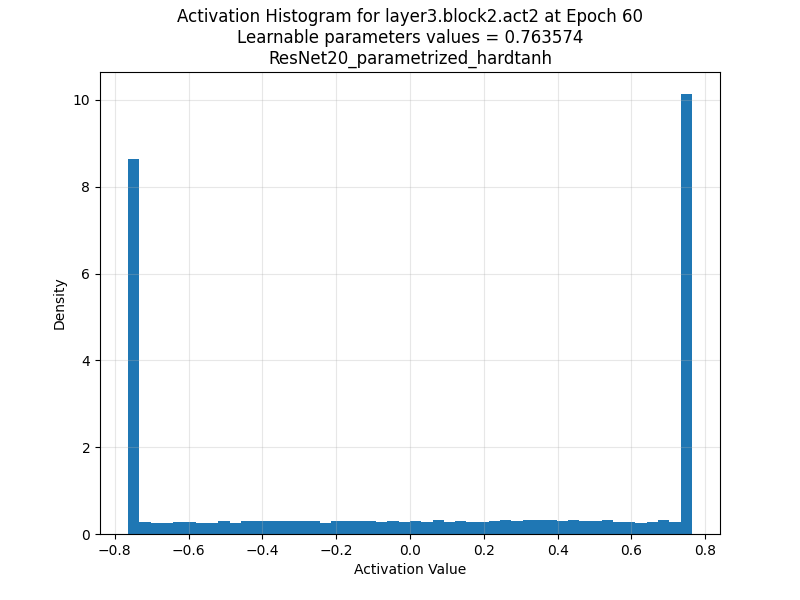 Activation Histogram for layer3.block2.act2 at Epoch 60
Learnable parameters values = 0.763574
ResNet20_parametrized_hardtanh
10
8
6
4
2
0
Density
−0.8 −0.6 −0.4 −0.2 0.0 0.2 0.4 0.6 0.8
Activation Value